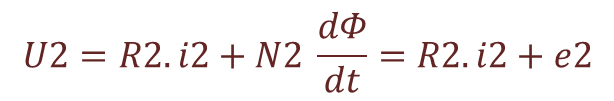 U2 = R2. i2 + N2 dΦ/dt = R2. i2 + e2